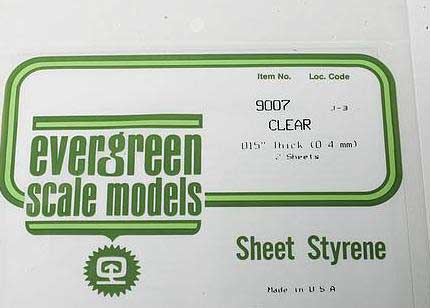 Item No. Loc. Code
9007 J-3
CLEAR
.015" Thick (0.4 mm)
2 Sheets
evergreen
scale models
Sheet Styrene
Made in U S A